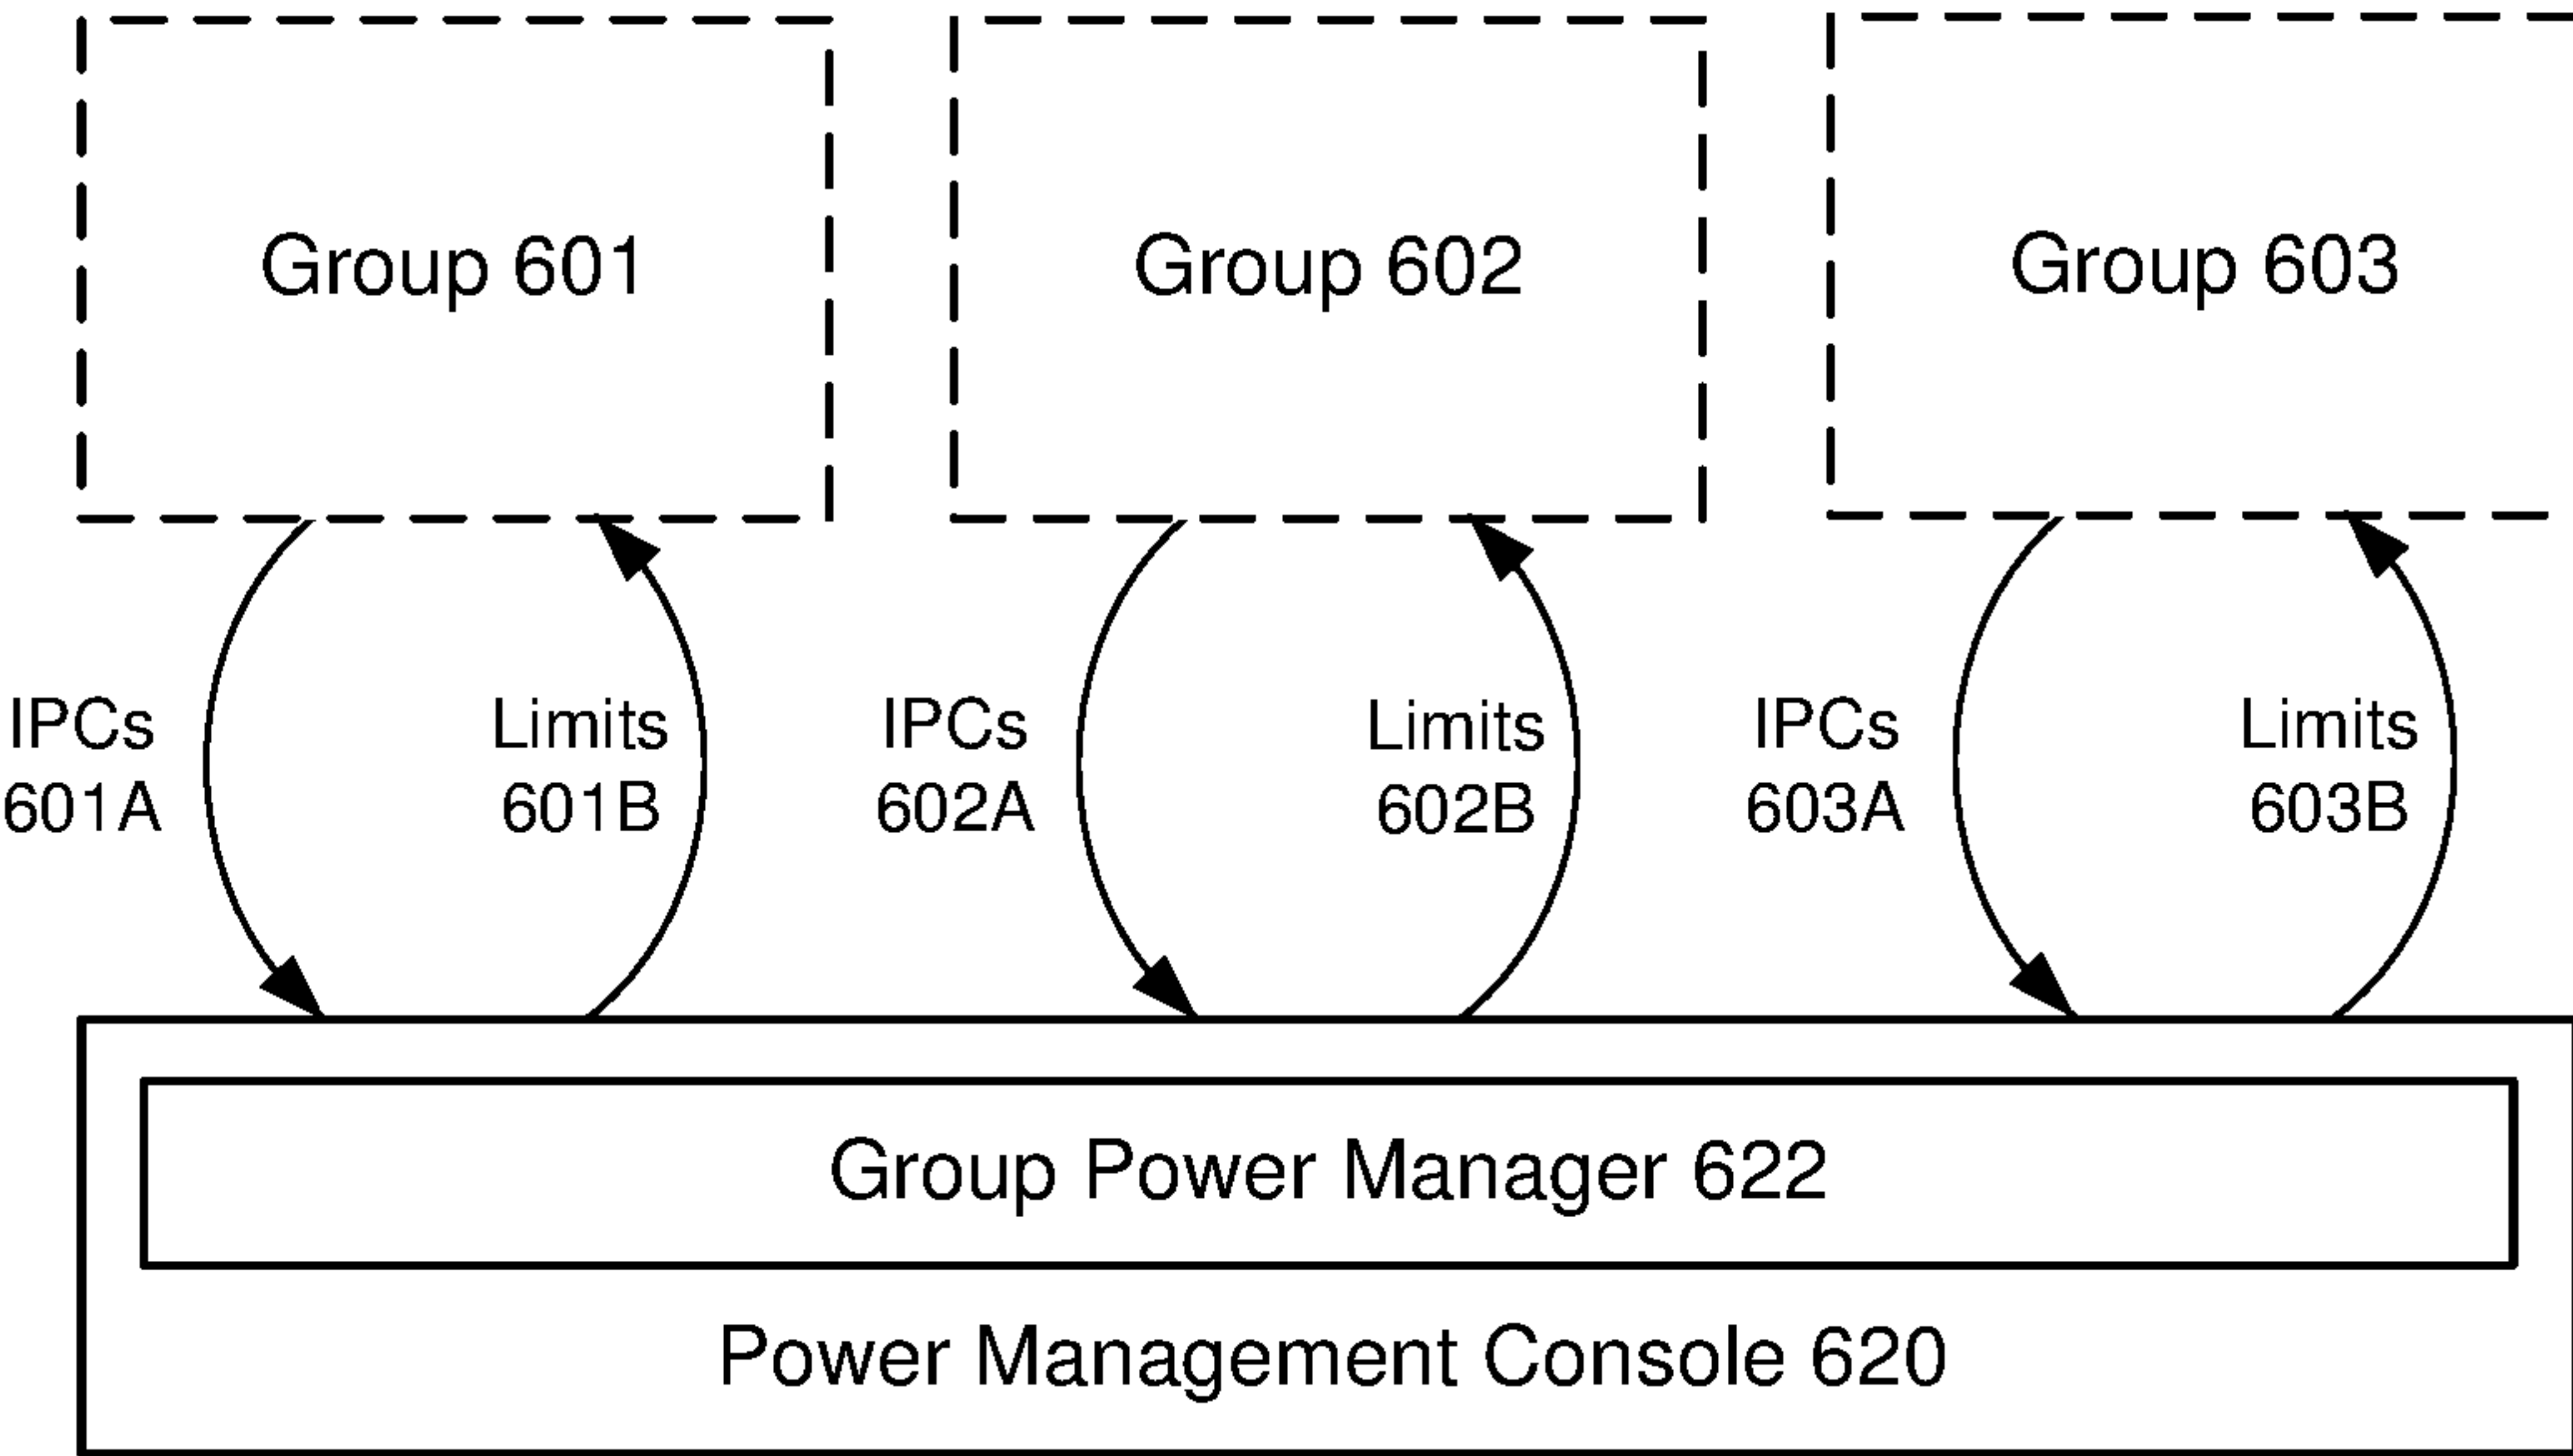 Group 601
Group 602
Group 603
IPCs
601A
Limits
601B
IPCs
602A
Limits
602B
IPCs
603A
Limits
603B
Group Power Manager 622
Power Management Console 620